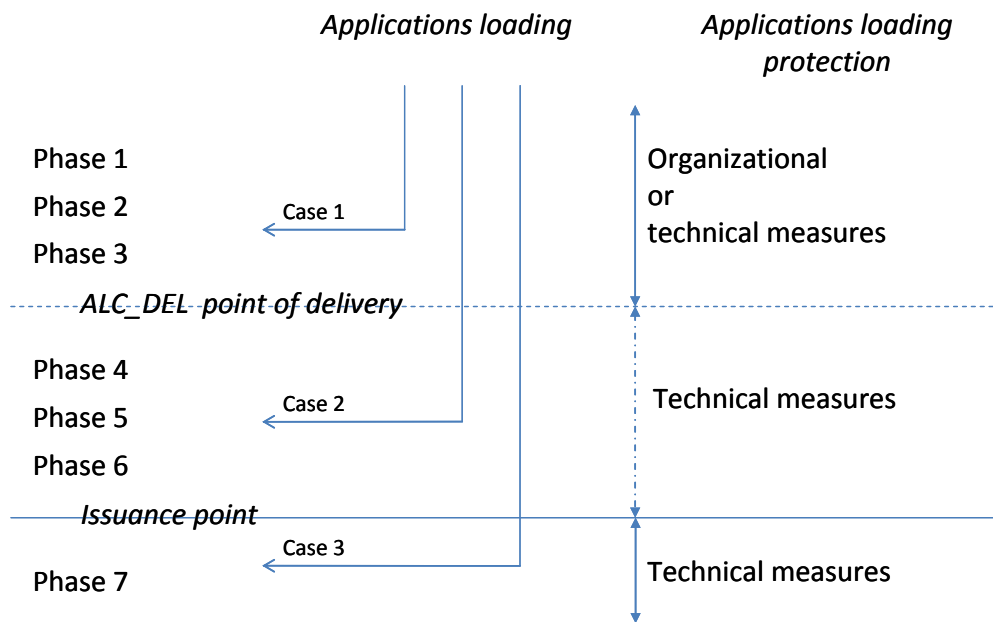 Applications loading
Applications loading
protection
Phase 1
Organizational
or
technical measures
Phase 2
Case 1
Phase 3
ALC_DEL point of delivery
Phase 4
Technical measures
Case 2
Phase 5
Phase 6
Issuance point
Case 3
Phase 7
Technical measures